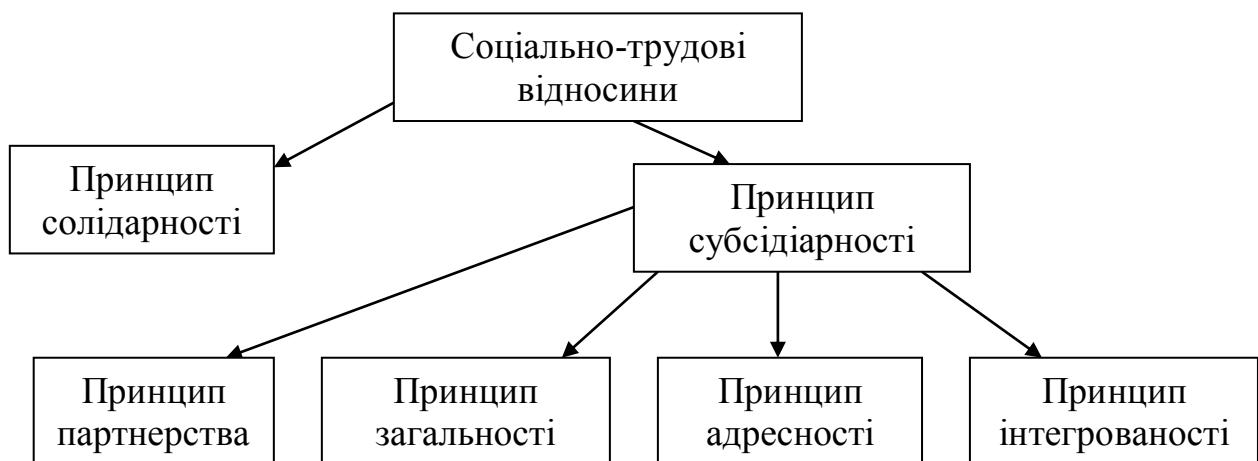 Соціально-трудові
відносини
Принцип
солідарності
Принцип
субсідіарності
Принцип
партнерства
Принцип
загальності
Принцип
адресності
Принцип
інтегрованості